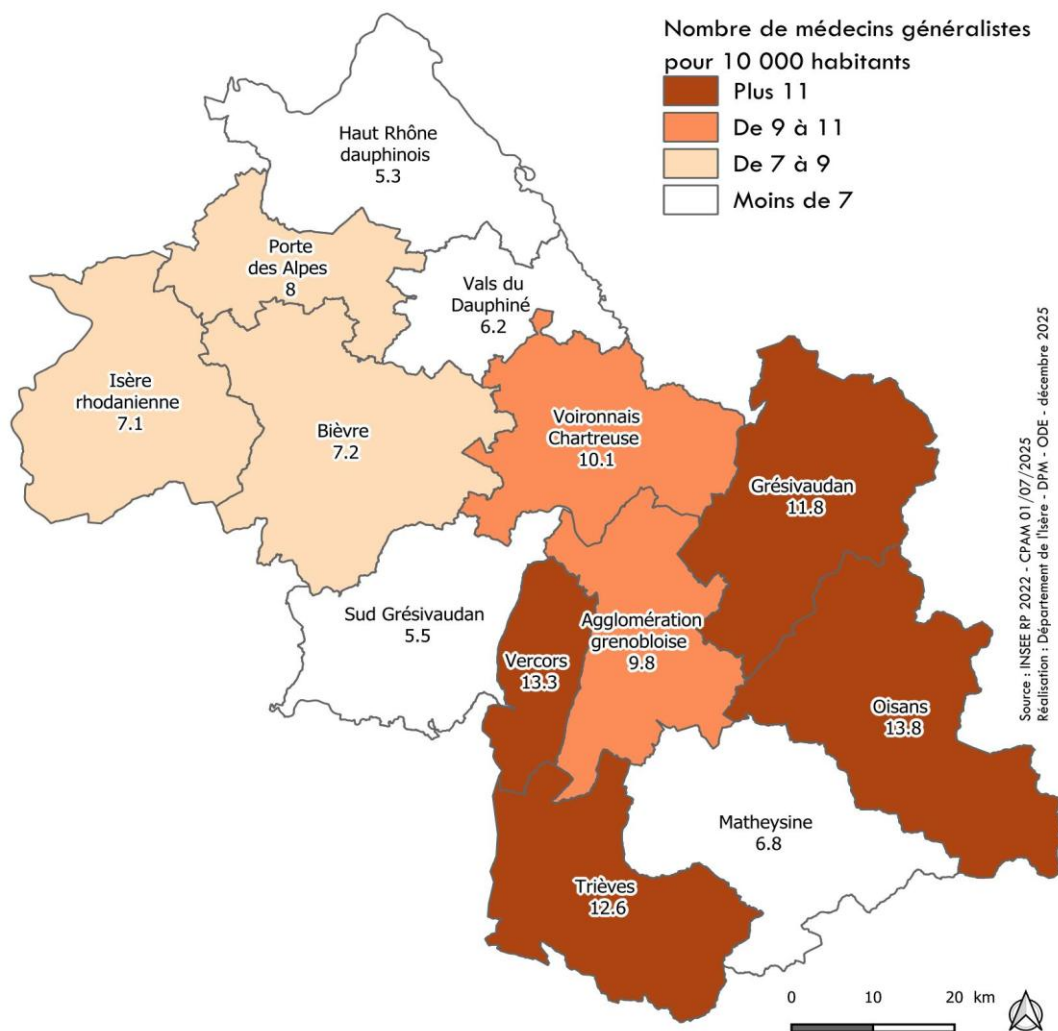 Nombre de médecins généralistes
pour 10 000 habitants
Plus 11
De 9 à 11
De 7 à 9
Moins de 7
Haut Rhône
dauphinois
5.3
Porte
des Alpes
8
Vals du
Dauphiné
6.2
Isère
rhodanienne
7.1
Bièvre
7.2
Voironnais
Chartreuse
10.1
Grésivaudan
11.8
Sud Grésivaudan
5.5
Vercors
13.3
Agglomération
grenobloise
9.8
Oisans
13.8
Matheysine
6.8
Trièves
12.6
Source : INSEE RP 2022 - CPAM 01/07/2025
Réalisation : Département de l'Isère - DPM - ODE - décembre 2025
0 10 20 km